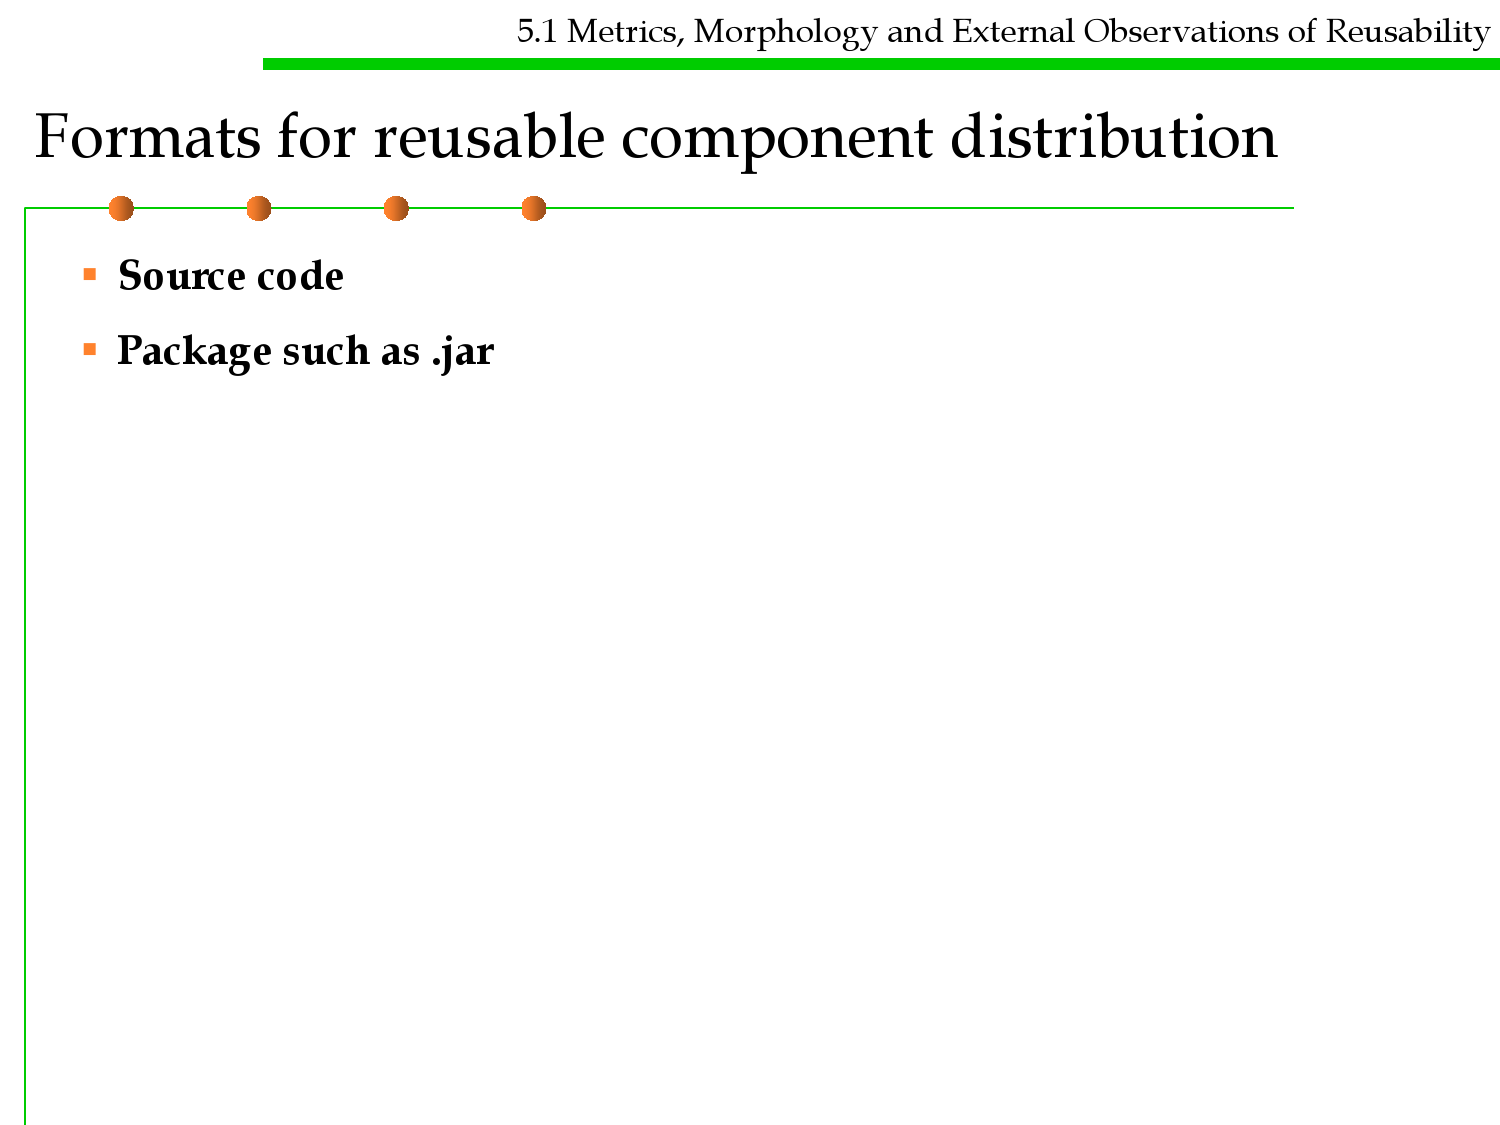 5.1 Metrics, Morphology and External Observations of Reusability
Formats for reusable component distribution
Source code
Package such as .jar